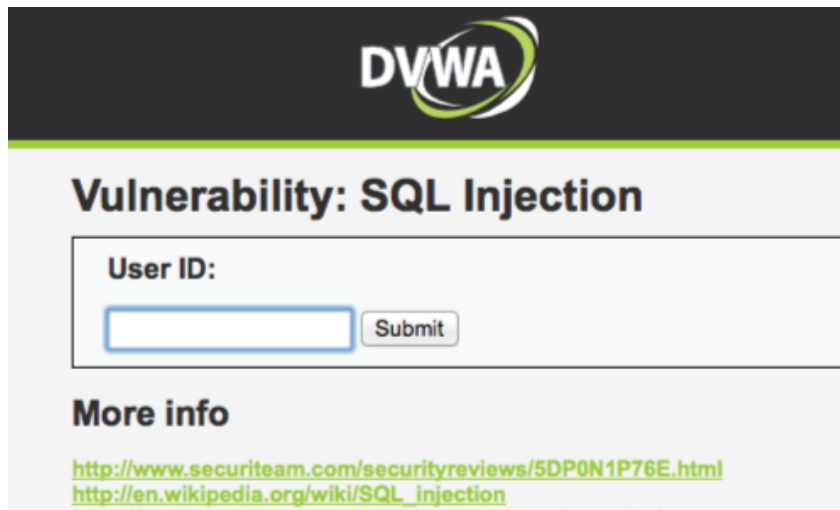 DVWA
Vulnerability: SQL Injection
User ID:
Submit
More info
http://www.securiteam.com/securityreviews/5DP0N1P76E.html
http://en.wikipedia.org/wiki/SQL_injection